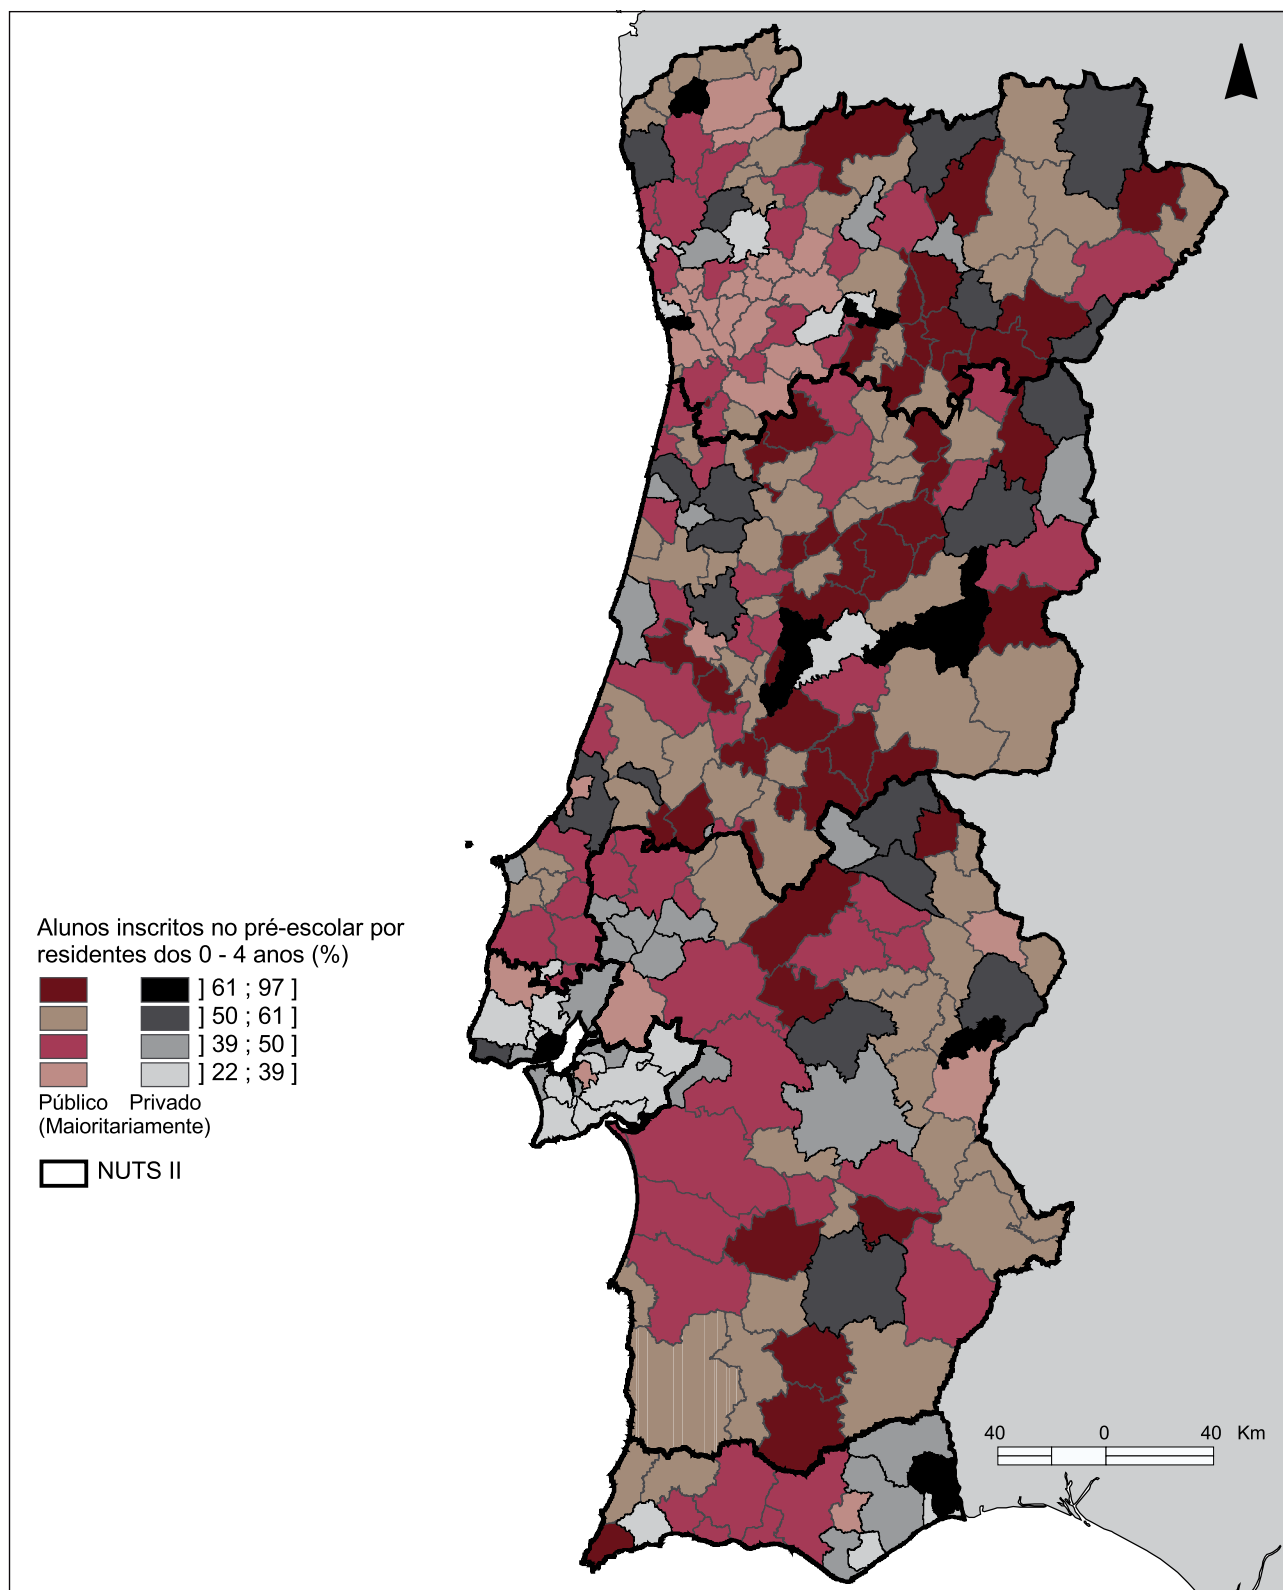 Alunos inscritos no pré-escolar por
residentes dos 0 - 4 anos (%)
] 61 ; 97 ]
] 50 ; 61 ]
] 39 ; 50 ]
] 22 ; 39 ]
Público Privado
(Maioritariamente)
NUTS II
40 0 40 Km